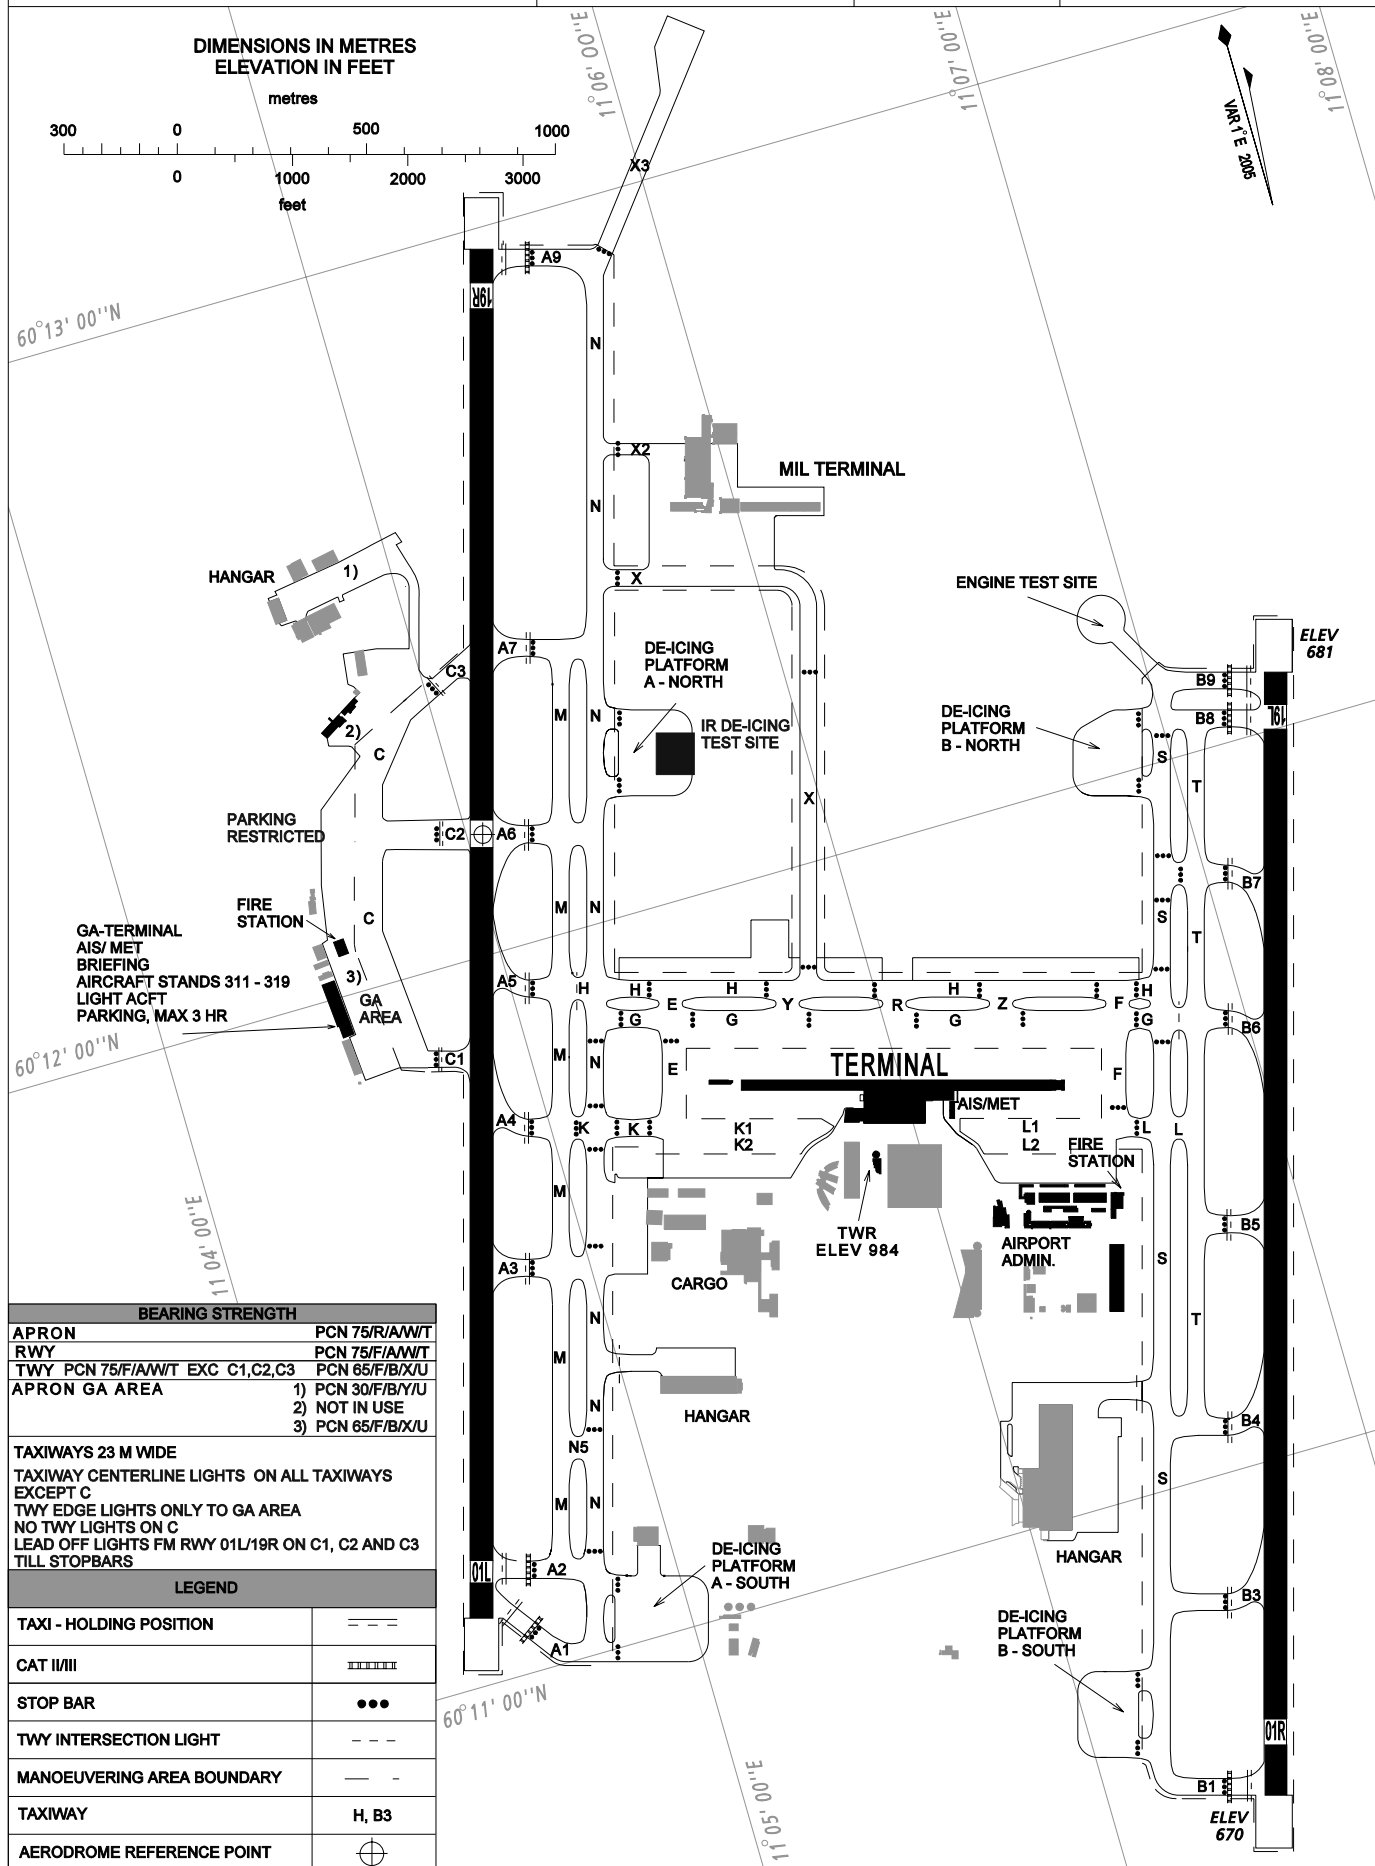 DIMENSIONS IN METRES
ELEVATION IN FEET
metres
300 0 500 1000
0 1000 2000 3000
feet
11°06' 00''E
11°07' 00''E
11°08' 00''E
VAR 1° E 2005
X3
A9
19R
60°13' 00''N
N
X2
MIL TERMINAL
N
HANGAR
1)
X
ENGINE TEST SITE
ELEV
681
A7
C3
DE-ICING
PLATFORM
A - NORTH
B9
M
N
IR DE-ICING
TEST SITE
DE-ICING
PLATFORM
B - NORTH
B8
19L
2)
C
S
T
X
PARKING
RESTRICTED
C2
A6
B7
FIRE
STATION
C
M
N
S
T
GA-TERMINAL
AIS/ MET
BRIEFING
AIRCRAFT STANDS 311 - 319
LIGHT ACFT
PARKING, MAX 3 HR
3)
GA
AREA
A5
H
H
H
H
H
E
Y
R
Z
F
G
G
G
G
B6
60°12' 00''N
C1
M
N
E
TERMINAL
F
AIS/MET
A4
K
K
K1
K2
L1
L2
L
L
FIRE
STATION
M
11 04' 00''E
TWR
ELEV 984
AIRPORT
ADMIN.
B5
A3
CARGO
S
N
T
M
HANGAR
N
B4
N5
S
M
N
HANGAR
01L
A2
DE-ICING
PLATFORM
A - SOUTH
B3
A1
DE-ICING
PLATFORM
B - SOUTH
60°11' 00''N
01R
11°05' 00''E
B1
ELEV
670
BEARING STRENGTH
APRON PCN 75/R/A/W/T
RWY PCN 75/F/A/W/T
TWY PCN 75/F/A/W/T EXC C1,C2,C3 PCN 65/F/B/X/U
APRON GA AREA 1) PCN 30/F/B/Y/U
2) NOT IN USE
3) PCN 65/F/B/X/U
TAXIWAYS 23 M WIDE
TAXIWAY CENTERLINE LIGHTS ON ALL TAXIWAYS
EXCEPT C
TWY EDGE LIGHTS ONLY TO GA AREA
NO TWY LIGHTS ON C
LEAD OFF LIGHTS FM RWY 01L/19R ON C1, C2 AND C3
TILL STOPBARS
LEGEND
TAXI - HOLDING POSITION
CAT II/III
STOP BAR
TWY INTERSECTION LIGHT
MANOEUVERING AREA BOUNDARY
TAXIWAY H, B3
AERODROME REFERENCE POINT